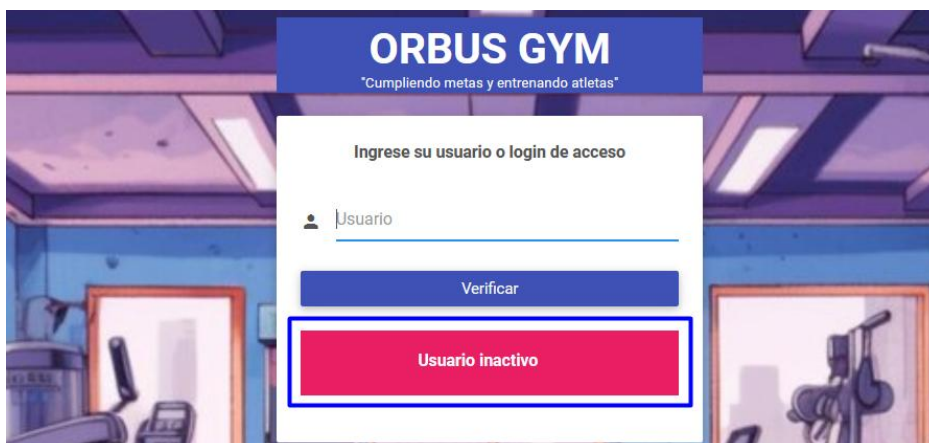 ORBUS GYM
"Cumpliendo metas y entrenando atletas"
Ingrese su usuario o login de acceso
Usuario
Verificar
Usuario inactivo